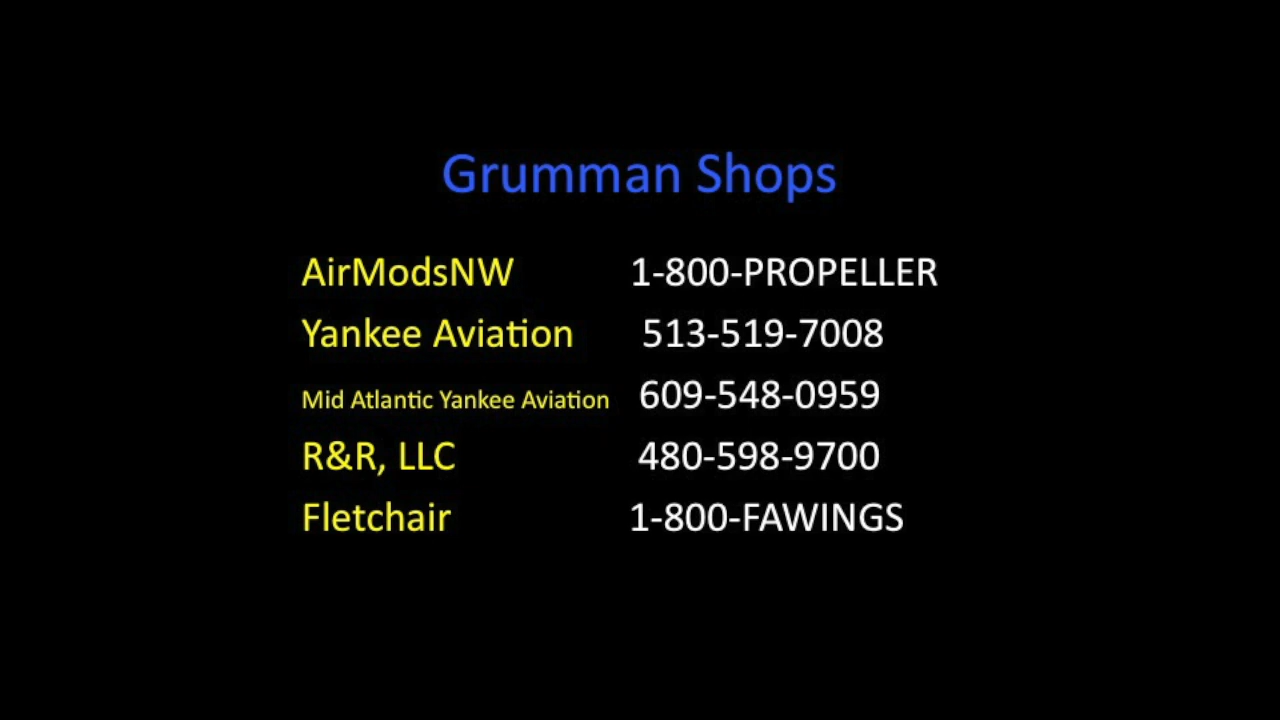 Grumman Shops
AirModsNW 1-800-PROPELLER
Yankee Aviation 513-519-7008
Mid Atlantic Yankee Aviation 609-548-0959
R&R, LLC 480-598-9700
Fletchair 1-800-FAWINGS